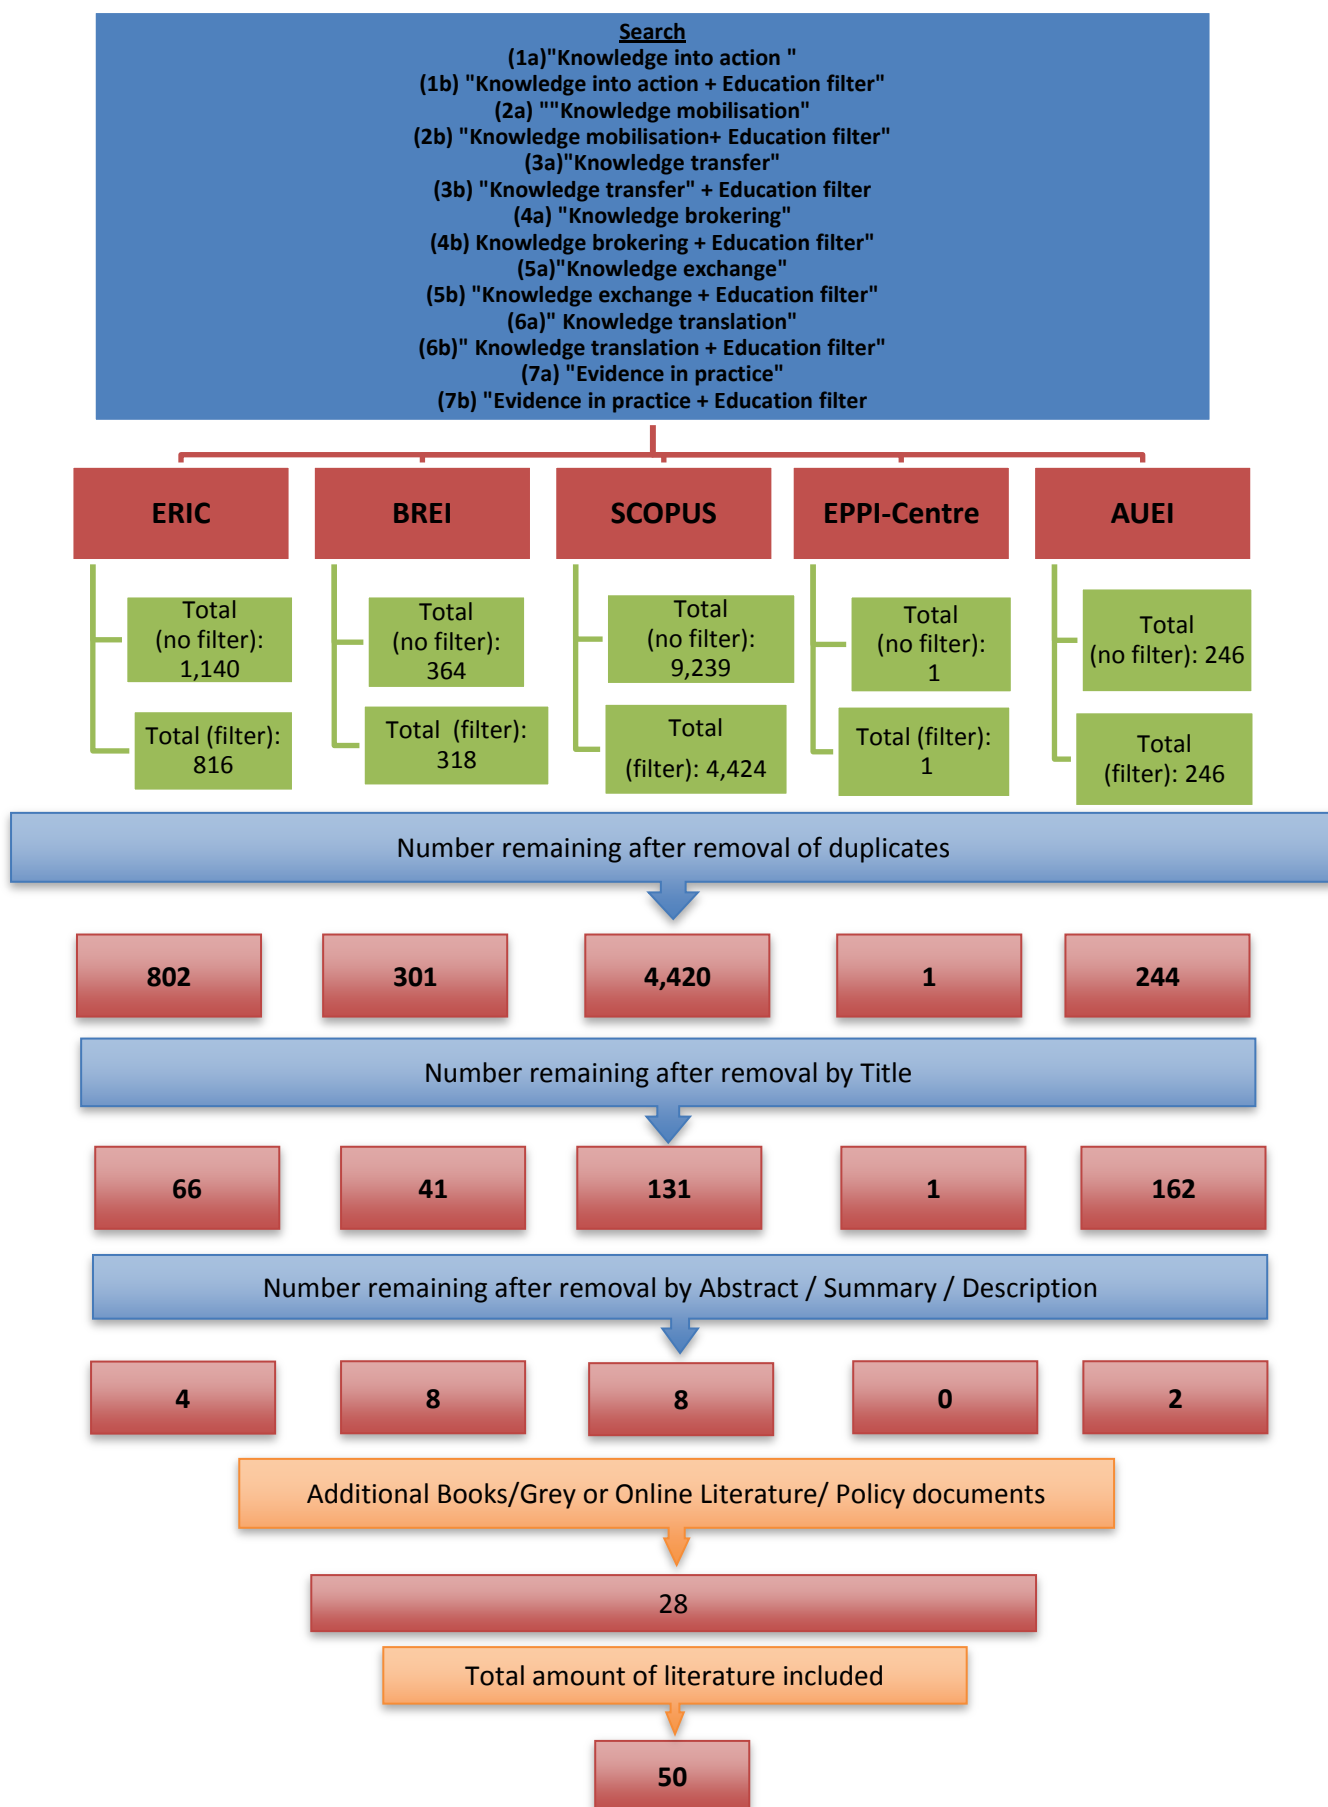 Search
(1a)"Knowledge into action "
(1b) "Knowledge into action + Education filter"
(2a) ""Knowledge mobilisation"
(2b) "Knowledge mobilisation+ Education filter"
(3a)"Knowledge transfer"
(3b) "Knowledge transfer" + Education filter
(4a) "Knowledge brokering"
(4b) Knowledge brokering + Education filter"
(5a)"Knowledge exchange"
(5b) "Knowledge exchange + Education filter"
(6a)" Knowledge translation"
(6b)" Knowledge translation + Education filter"
(7a) "Evidence in practice"
(7b) "Evidence in practice + Education filter
ERIC
BREI
SCOPUS
EPPI-Centre
AUEI
Total
(no filter):
1,140
Total
(no filter):
364
Total
(no filter):
9,239
Total
(no filter):
1
Total
(no filter): 246
Total (filter):
816
Total  (filter):
318
Total
(filter): 4,424
Total (filter):
1
Total
(filter): 246
Number remaining after removal of duplicates
802
301
4,420
1
244
Number remaining after removal by Title
66
41
131
1
162
Number remaining after removal by Abstract / Summary / Description
4
8
8
0
2
Additional Books/Grey or Online Literature/ Policy documents
28
Total amount of literature included
50